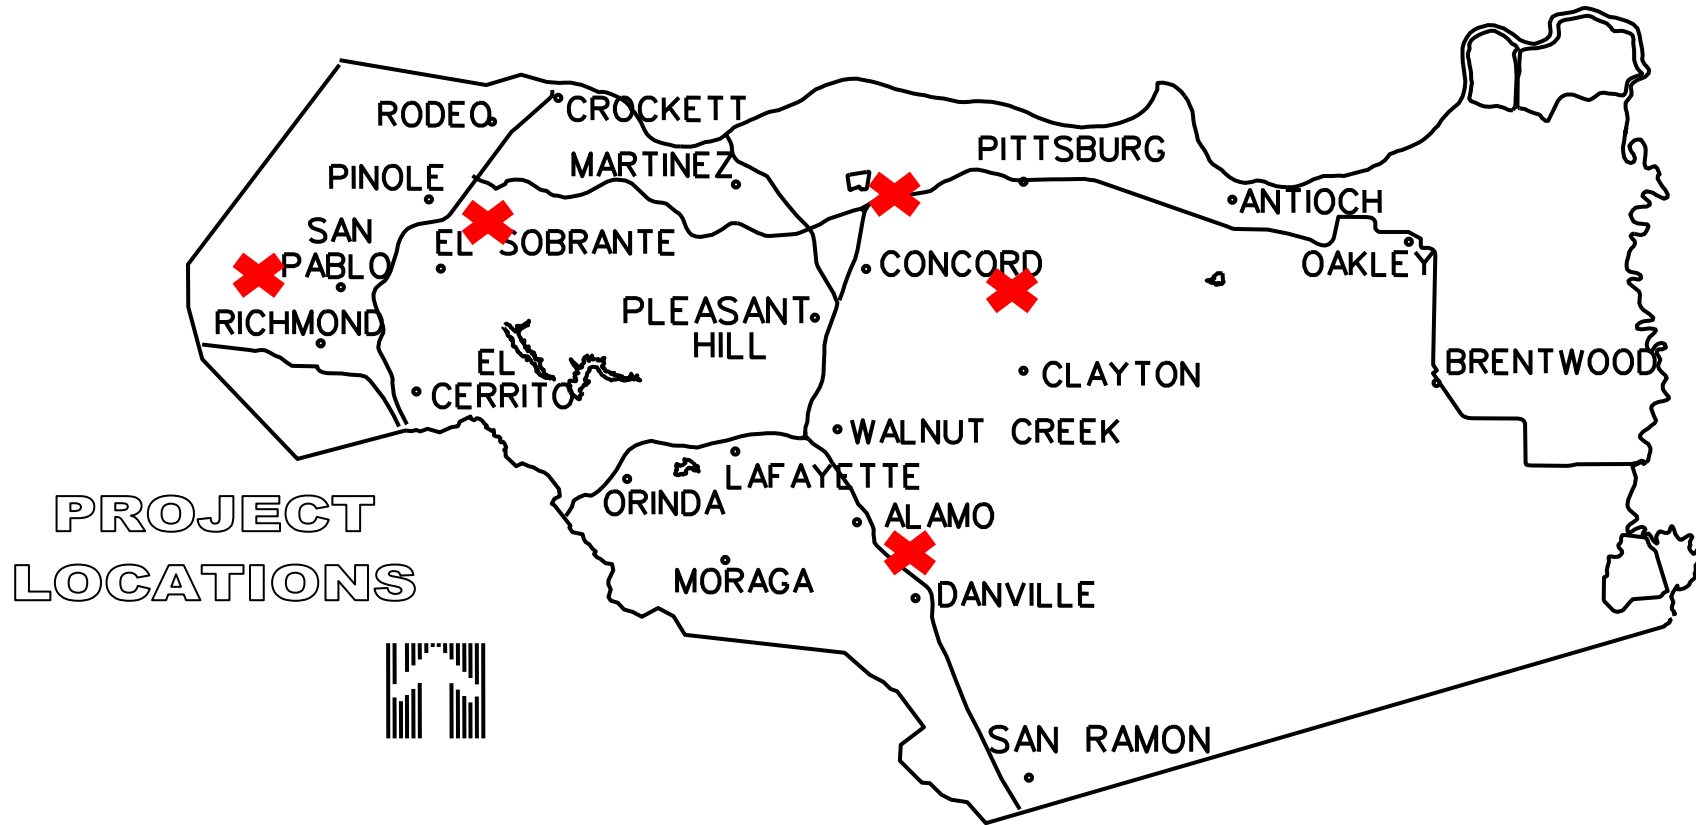 CROCKETT
RODEO
PITTSBURG
MARTINEZ
PINOLE
ANTIOCH
SAN
PABLO
EL SOBRANTE
CONCORD
OAKLEY
RICHMOND
PLEASANT
HILL
EL
CERRITO
CLAYTON
BRENTWOOD
WALNUT CREEK
LAFAYETTE
ORINDA
ALAMO
PROJECT
LOCATIONS
MORAGA
DANVILLE
SAN RAMON